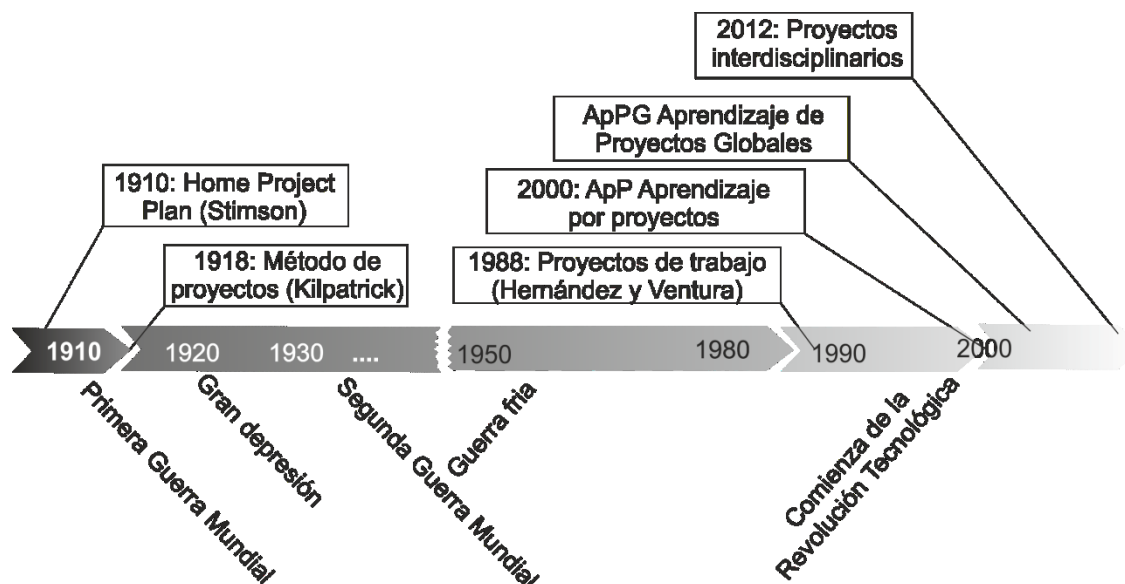 2012: Proyectos
interdisciplinarios
ApPG Aprendizaje de
Proyectos Globales
1910: Home Project
Plan (Stimson)
2000: ApP Aprendizaje
por proyectos
1918: Método de
proyectos (Kilpatrick)
1988: Proyectos de trabajo
(Hernández y Ventura)
1910
1920
1930
....
1950
1980
1990
2000
Primera Guerra Mundial
Gran depresión
Segunda Guerra Mundial
Guerra fria
Comienza de la
Revolución Tecnológica